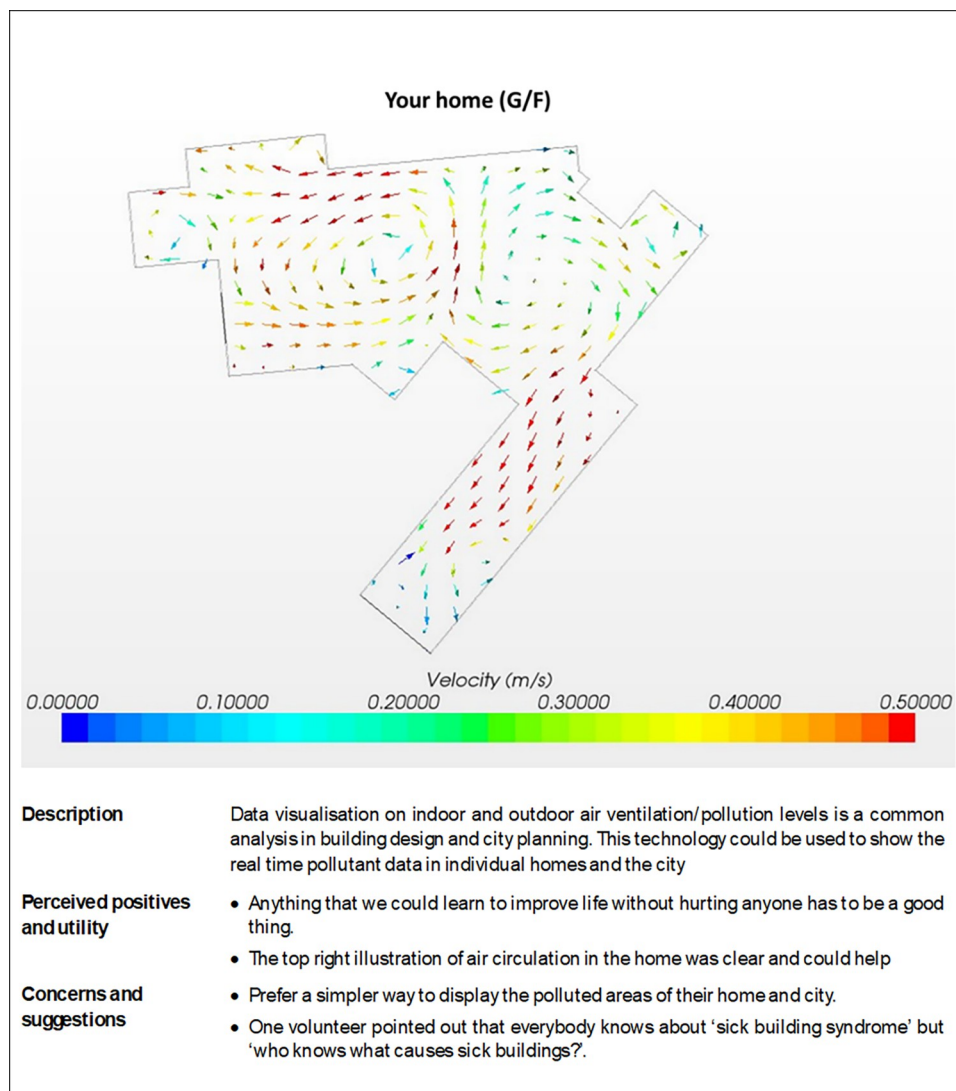 Your home (G/F)
Velocity (m/s)
0.00000 0.10000 0.20000 0.30000 0.40000 0.50000
Description
Data visualisation on indoor and outdoor air ventilation/pollution levels is a common
analysis in building design and city planning. This technology could be used to show the
real time pollutant data in individual homes and the city
Perceived positives
and utility
• Anything that we could learn to improve life without hurting anyone has to be a good
thing.
• The top right illustration of air circulation in the home was clear and could help
Concerns and
suggestions
• Prefer a simpler way to display the polluted areas of their home and city.
• One volunteer pointed out that everybody knows about ‘sick building syndrome’ but
‘who knows what causes sick buildings?’.